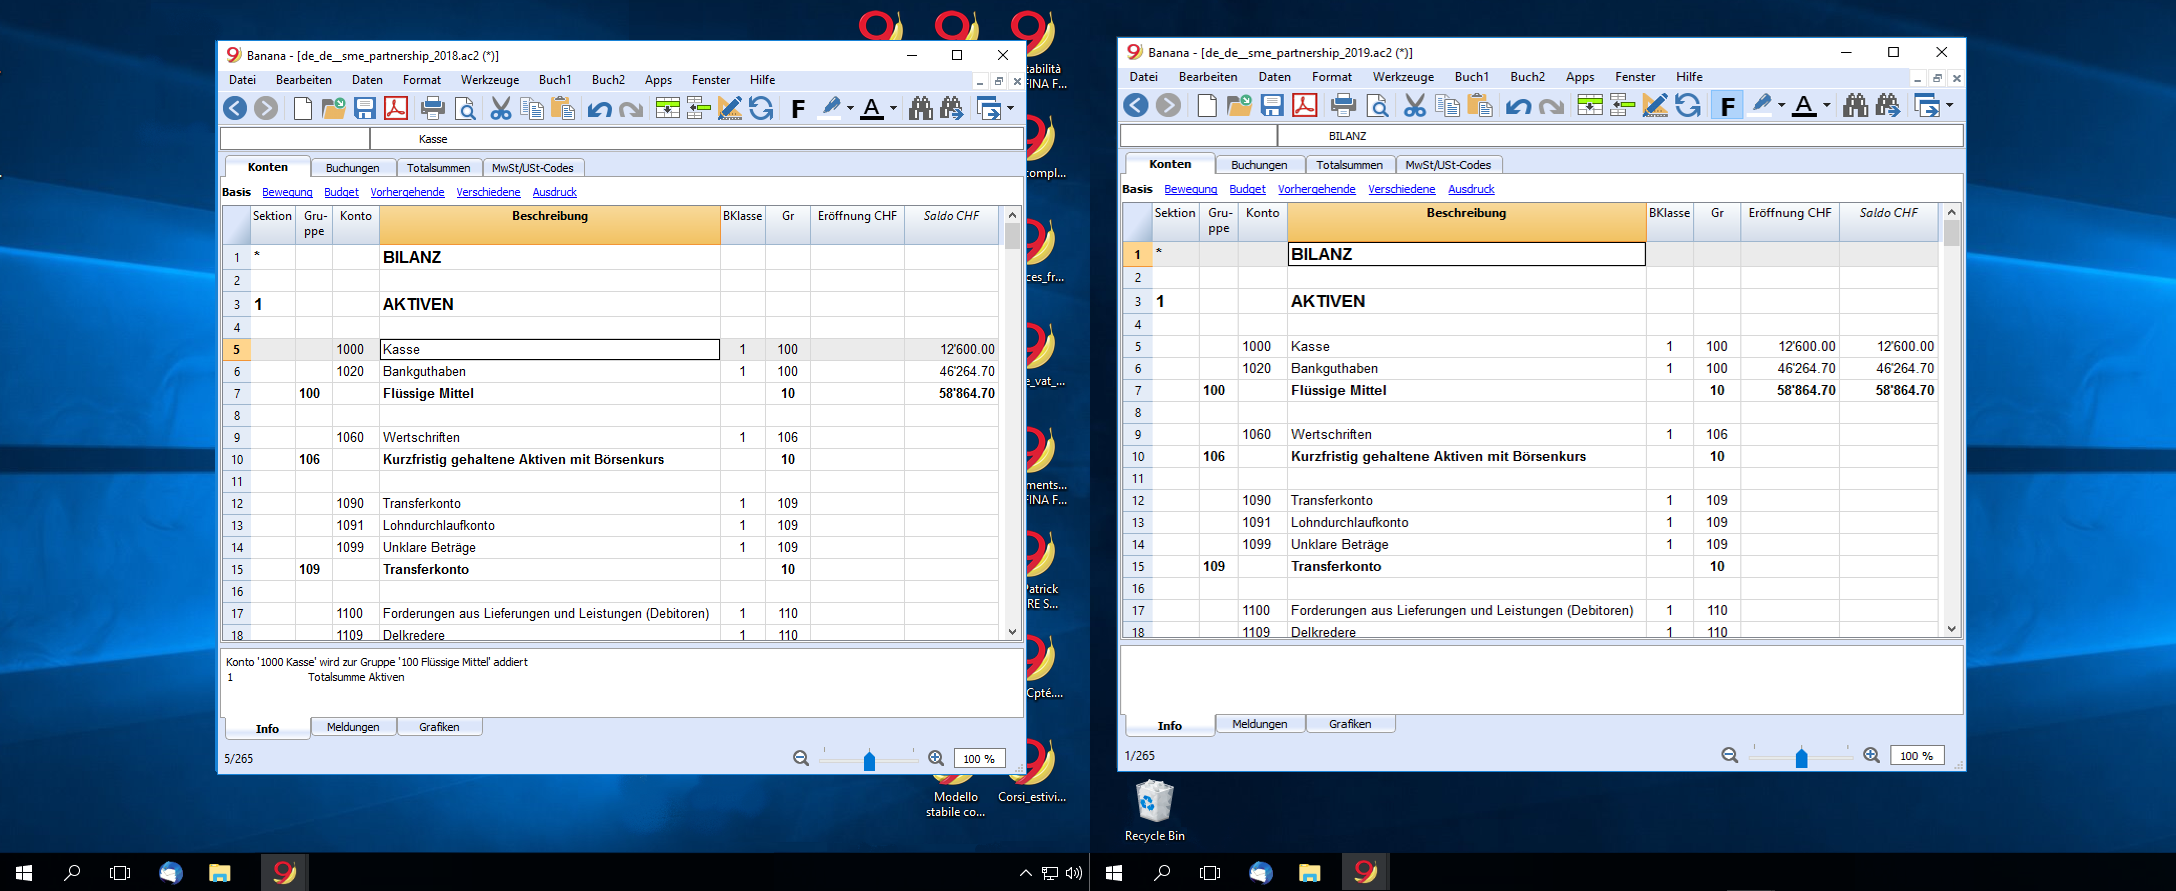 Banana - [de_de__sme_partnership_2018.ac2 (*)]
Datei Bearbeiten Daten Format Werkzeuge Buch1 Buch2 Apps Fenster Hilfe
F A
Kasse
Konten Buchungen Totalsummen MwSt/USt-Codes
Basis Bewegung Budget Vorhergehende Verschiedene Ausdruck
Sektion Gru-ppe Konto Beschreibung BKlasse Gr Eröffnung CHF Saldo CHF
1 * BILANZ
2
3 1 AKTIVEN
4
5 1000 Kasse 1 100 12'600.00
6 1020 Bankguthaben 1 100 46'264.70
7 100 Flüssige Mittel 10 58'864.70
8
9 1060 Wertschriften 1 106
10 106 Kurzfristig gehaltene Aktiven mit Börsenkurs 10
11
12 1090 Transferkonto 1 109
13 1091 Lohndurchlaufkonto 1 109
14 1099 Unklare Beträge 1 109
15 109 Transferkonto 10
16
17 1100 Forderungen aus Lieferungen und Leistungen (Debitoren) 1 110
18 1109 Delkredere 1 110
Konto '1000 Kasse' wird zur Gruppe '100 Flüssige Mittel' addiert
1 Totalsumme Aktiven
Info Meldungen Grafiken
5/265 100 %
tabilità
FINA F...
compl...
ces_fr...
e_vat_...
ments...
FINA F...
Patrick
RE S...
Cpté....
Modello
stabile co...
Corsi_estivi...
Banana - [de_de__sme_partnership_2019.ac2 (*)]
Datei Bearbeiten Daten Format Werkzeuge Buch1 Buch2 Apps Fenster Hilfe
F A
BILANZ
Konten Buchungen Totalsummen MwSt/USt-Codes
Basis Bewegung Budget Vorhergehende Verschiedene Ausdruck
Sektion Gru-ppe Konto Beschreibung BKlasse Gr Eröffnung CHF Saldo CHF
1 * BILANZ
2
3 1 AKTIVEN
4
5 1000 Kasse 1 100 12'600.00 12'600.00
6 1020 Bankguthaben 1 100 46'264.70 46'264.70
7 100 Flüssige Mittel 10 58'864.70 58'864.70
8
9 1060 Wertschriften 1 106
10 106 Kurzfristig gehaltene Aktiven mit Börsenkurs 10
11
12 1090 Transferkonto 1 109
13 1091 Lohndurchlaufkonto 1 109
14 1099 Unklare Beträge 1 109
15 109 Transferkonto 10
16
17 1100 Forderungen aus Lieferungen und Leistungen (Debitoren) 1 110
18 1109 Delkredere 1 110
Info Meldungen Grafiken
1/265 100 %
Recycle Bin